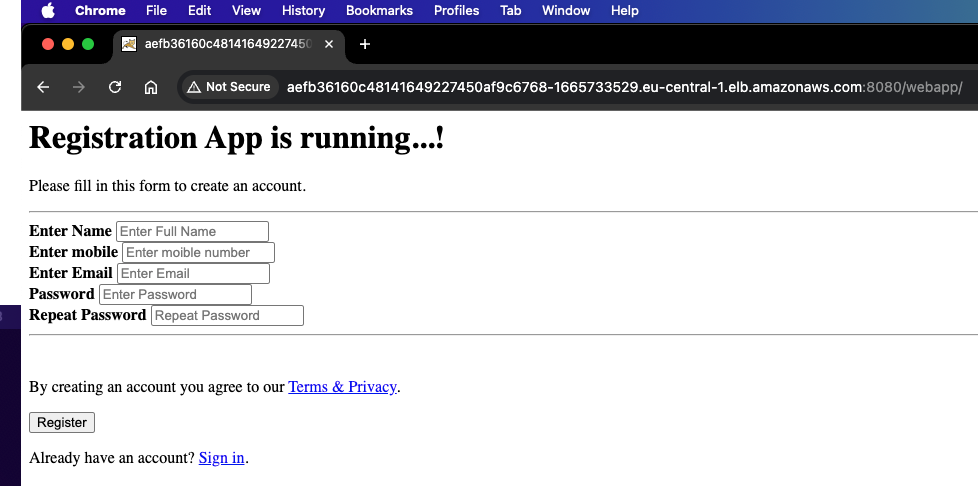 Chrome File Edit View History Bookmarks Profiles Tab Window Help
aefb36160c48141649227450
Not Secure aefb36160c48141649227450af9c6768-1665733529.eu-central-1.elb.amazonaws.com:8080/webapp/
Registration App is running...!
Please fill in this form to create an account.
Enter Name Enter Full Name
Enter mobile Enter moible number
Enter Email Enter Email
Password Enter Password
Repeat Password Repeat Password
By creating an account you agree to our Terms & Privacy.
Register
Already have an account? Sign in.